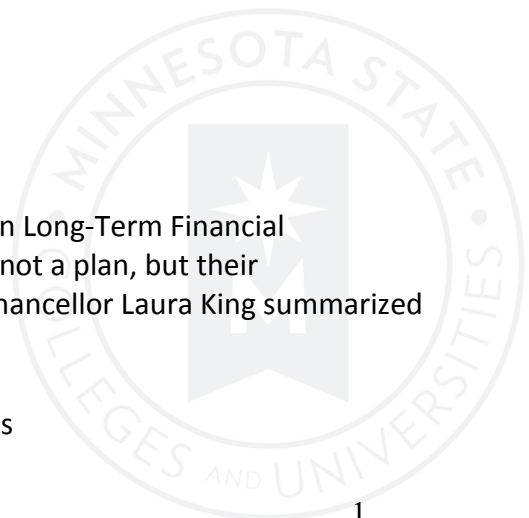 MINNESOTA STATE
COLLEGES AND UNIVERSITIES
n Long-Term Financial
not a plan, but their
hancellor Laura King summarized
s
1